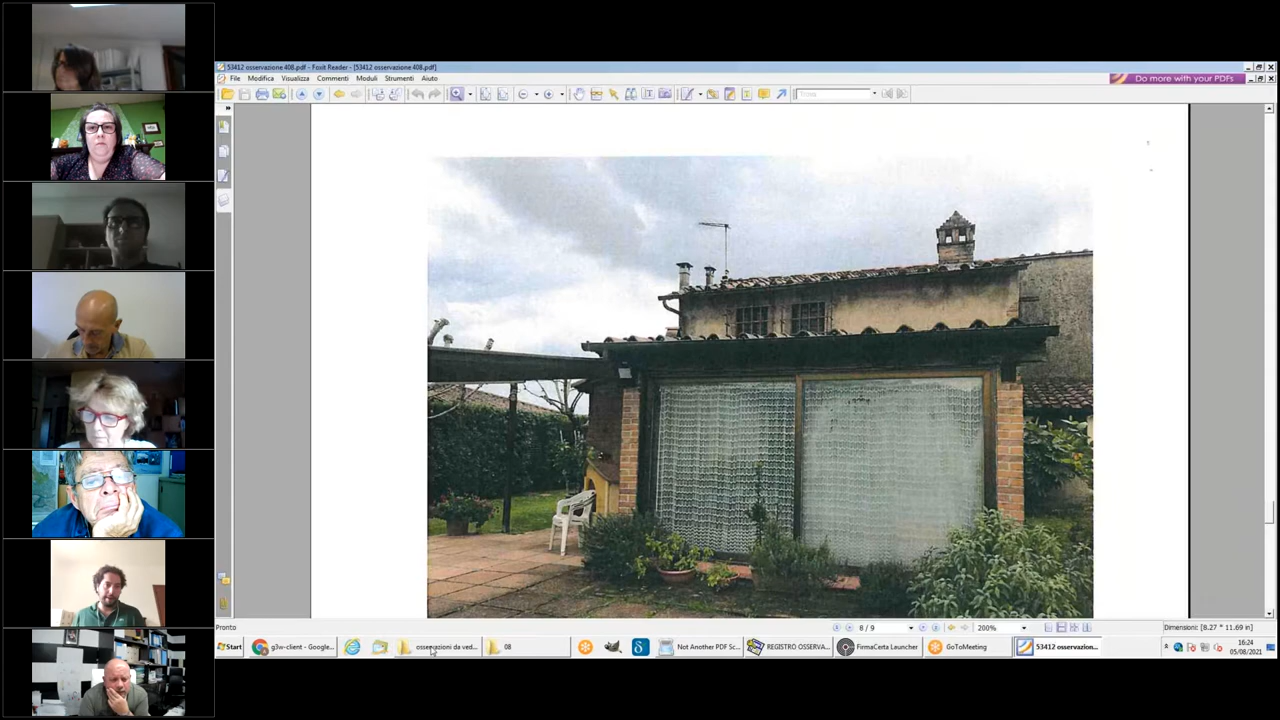 53412 osservazione 408.pdf - Foxit Reader - [53412 osservazione 408.pdf]
File Modifica Visualizza Commenti Moduli Strumenti Aiuto
Do more with your PDFs
Trova
Pronto
8 / 9
200%
Dimensioni: [8.27 * 11.69 in]
Start
g3w-client - Google...
osservazioni da ved...
08
Not Another PDF Sc...
REGISTRO OSSERVA...
FirmaCerta Launcher
GoToMeeting
53412 osservazion...
16:24
05/08/2021